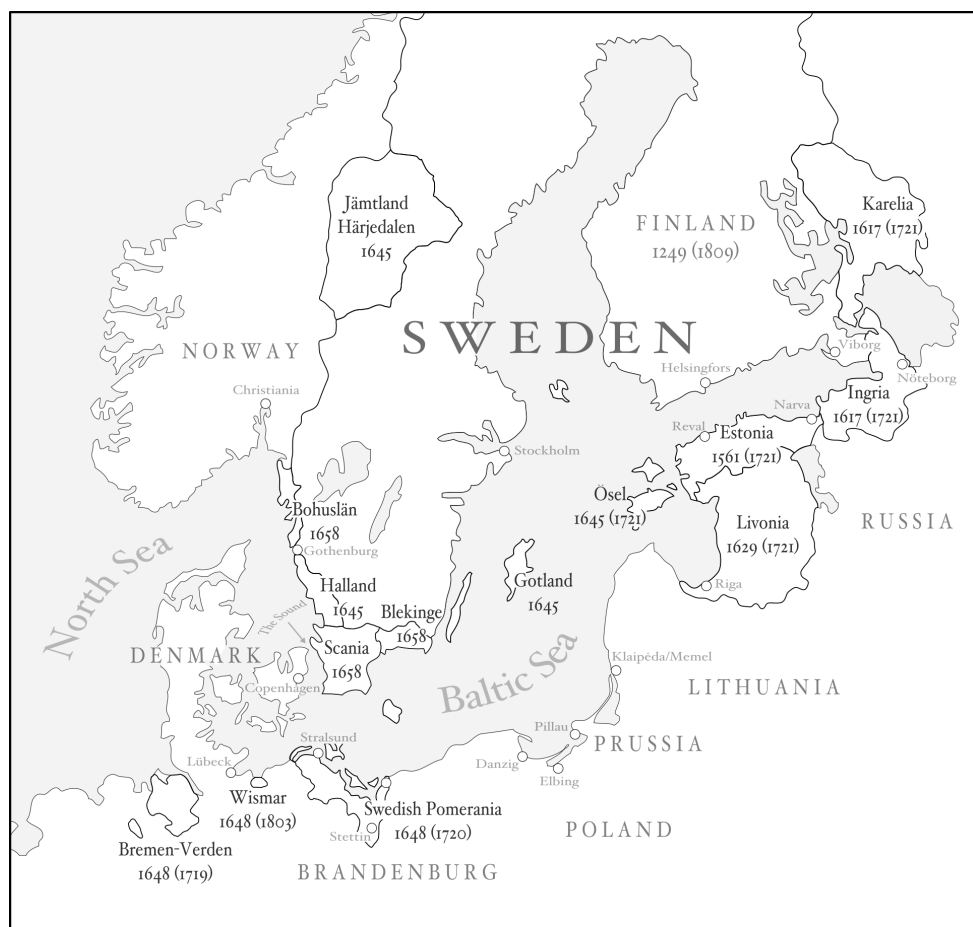 Jämtland
Härjedalen
1645
FINLAND
1249 (1809)
Karelia
1617 (1721)
SWEDEN
NORWAY
Christiania
Helsingfors
Viborg
Nöteborg
Ingria
1617 (1721)
Narva
Reval
Estonia
1561 (1721)
Stockholm
Ösel
1645 (1721)
Livonia
1629 (1721)
RUSSIA
Bohuslän
1658
Gothenburg
North Sea
Halland
1645
Gotland
1645
Riga
Blekinge
1658
The Sound
Scania
1658
DENMARK
Copenhagen
Baltic Sea
Klaipėda/Memel
LITHUANIA
Pillau
PRUSSIA
Stralsund
Lübeck
Danzig
Elbing
Wismar
1648 (1803)
Swedish Pomerania
1648 (1720)
Stettin
POLAND
Bremen-Verden
1648 (1719)
BRANDENBURG